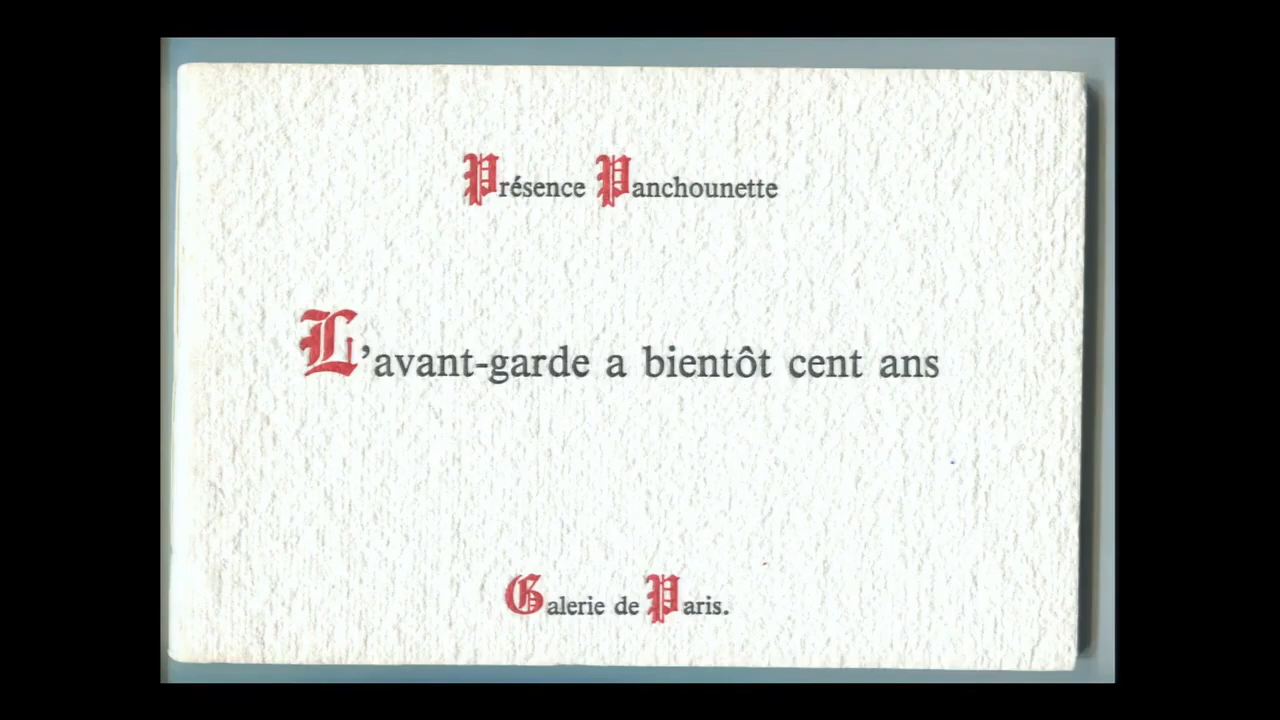 Présence Panchounette
L'avant-garde a bientôt cent ans
Galerie de Paris.